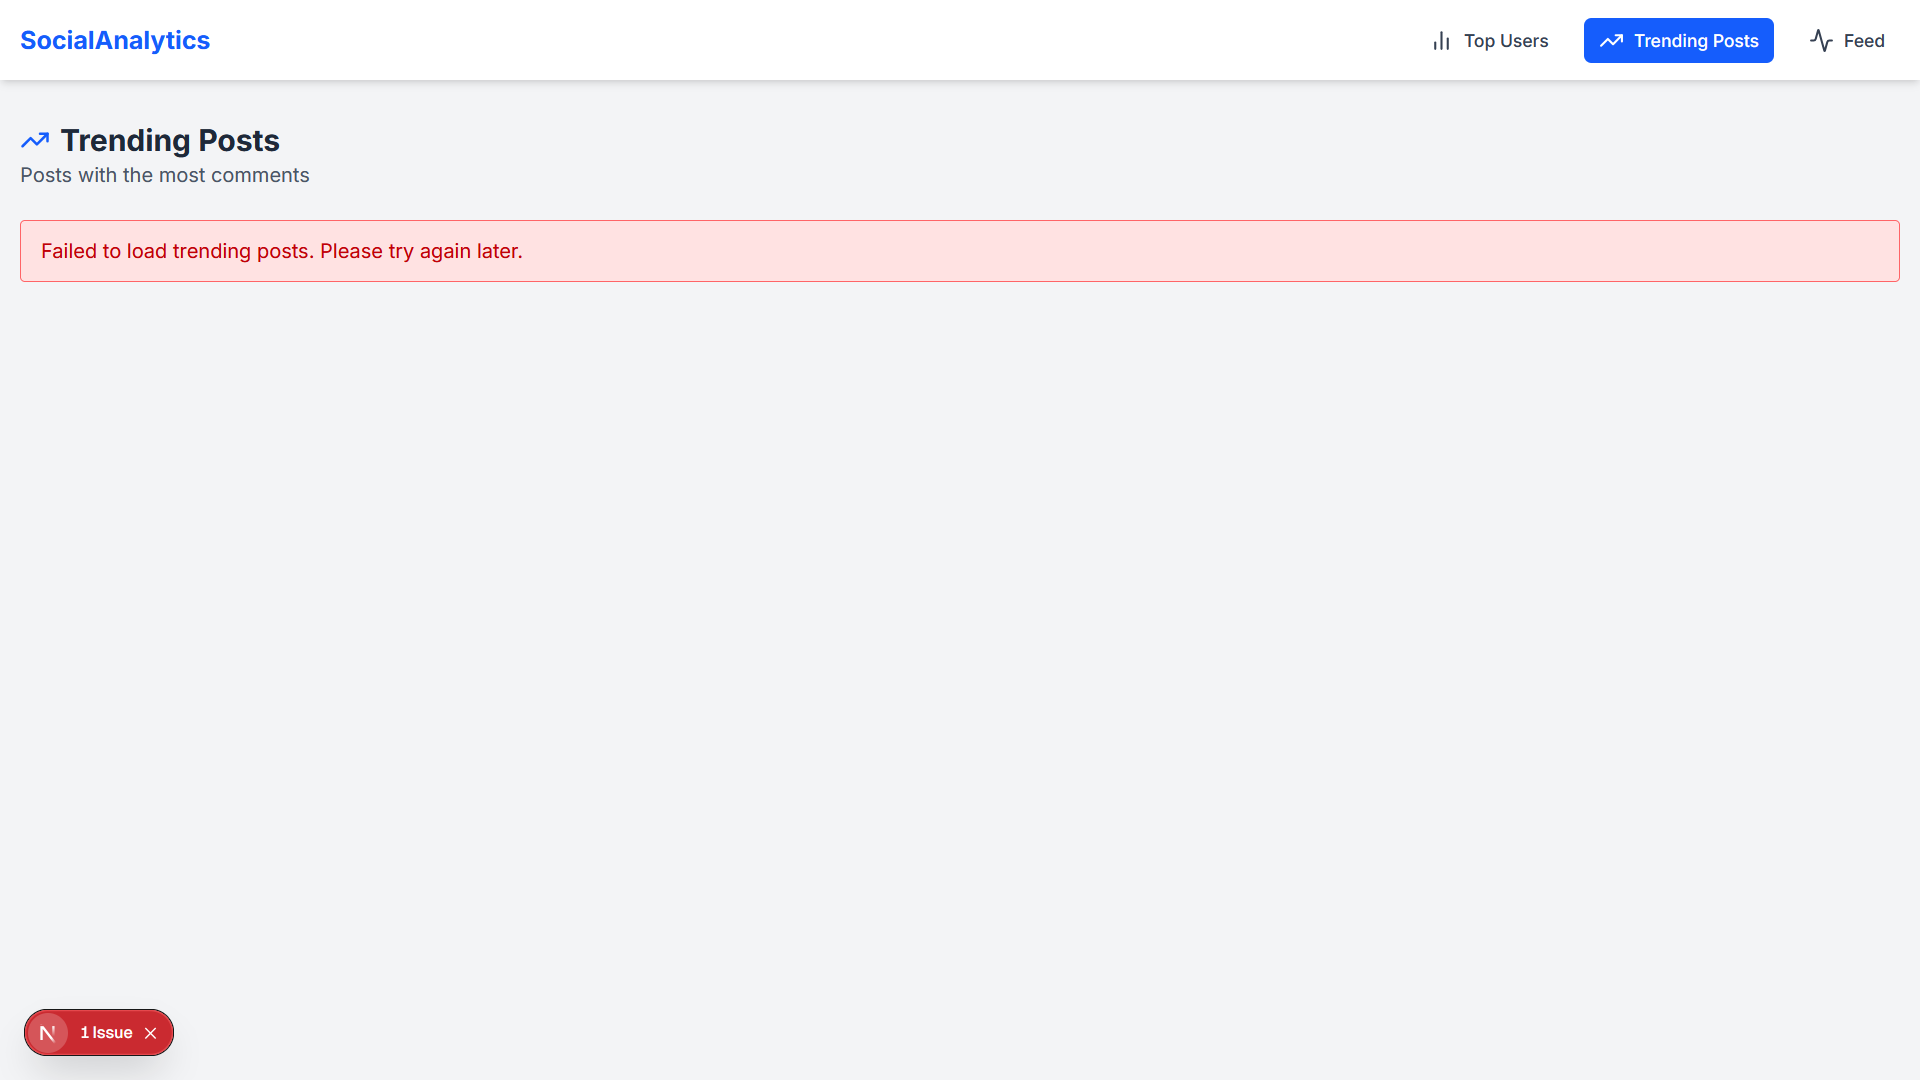 SocialAnalytics
Top Users
Trending Posts
Feed
Trending Posts
Posts with the most comments
Failed to load trending posts. Please try again later.
N
1 Issue